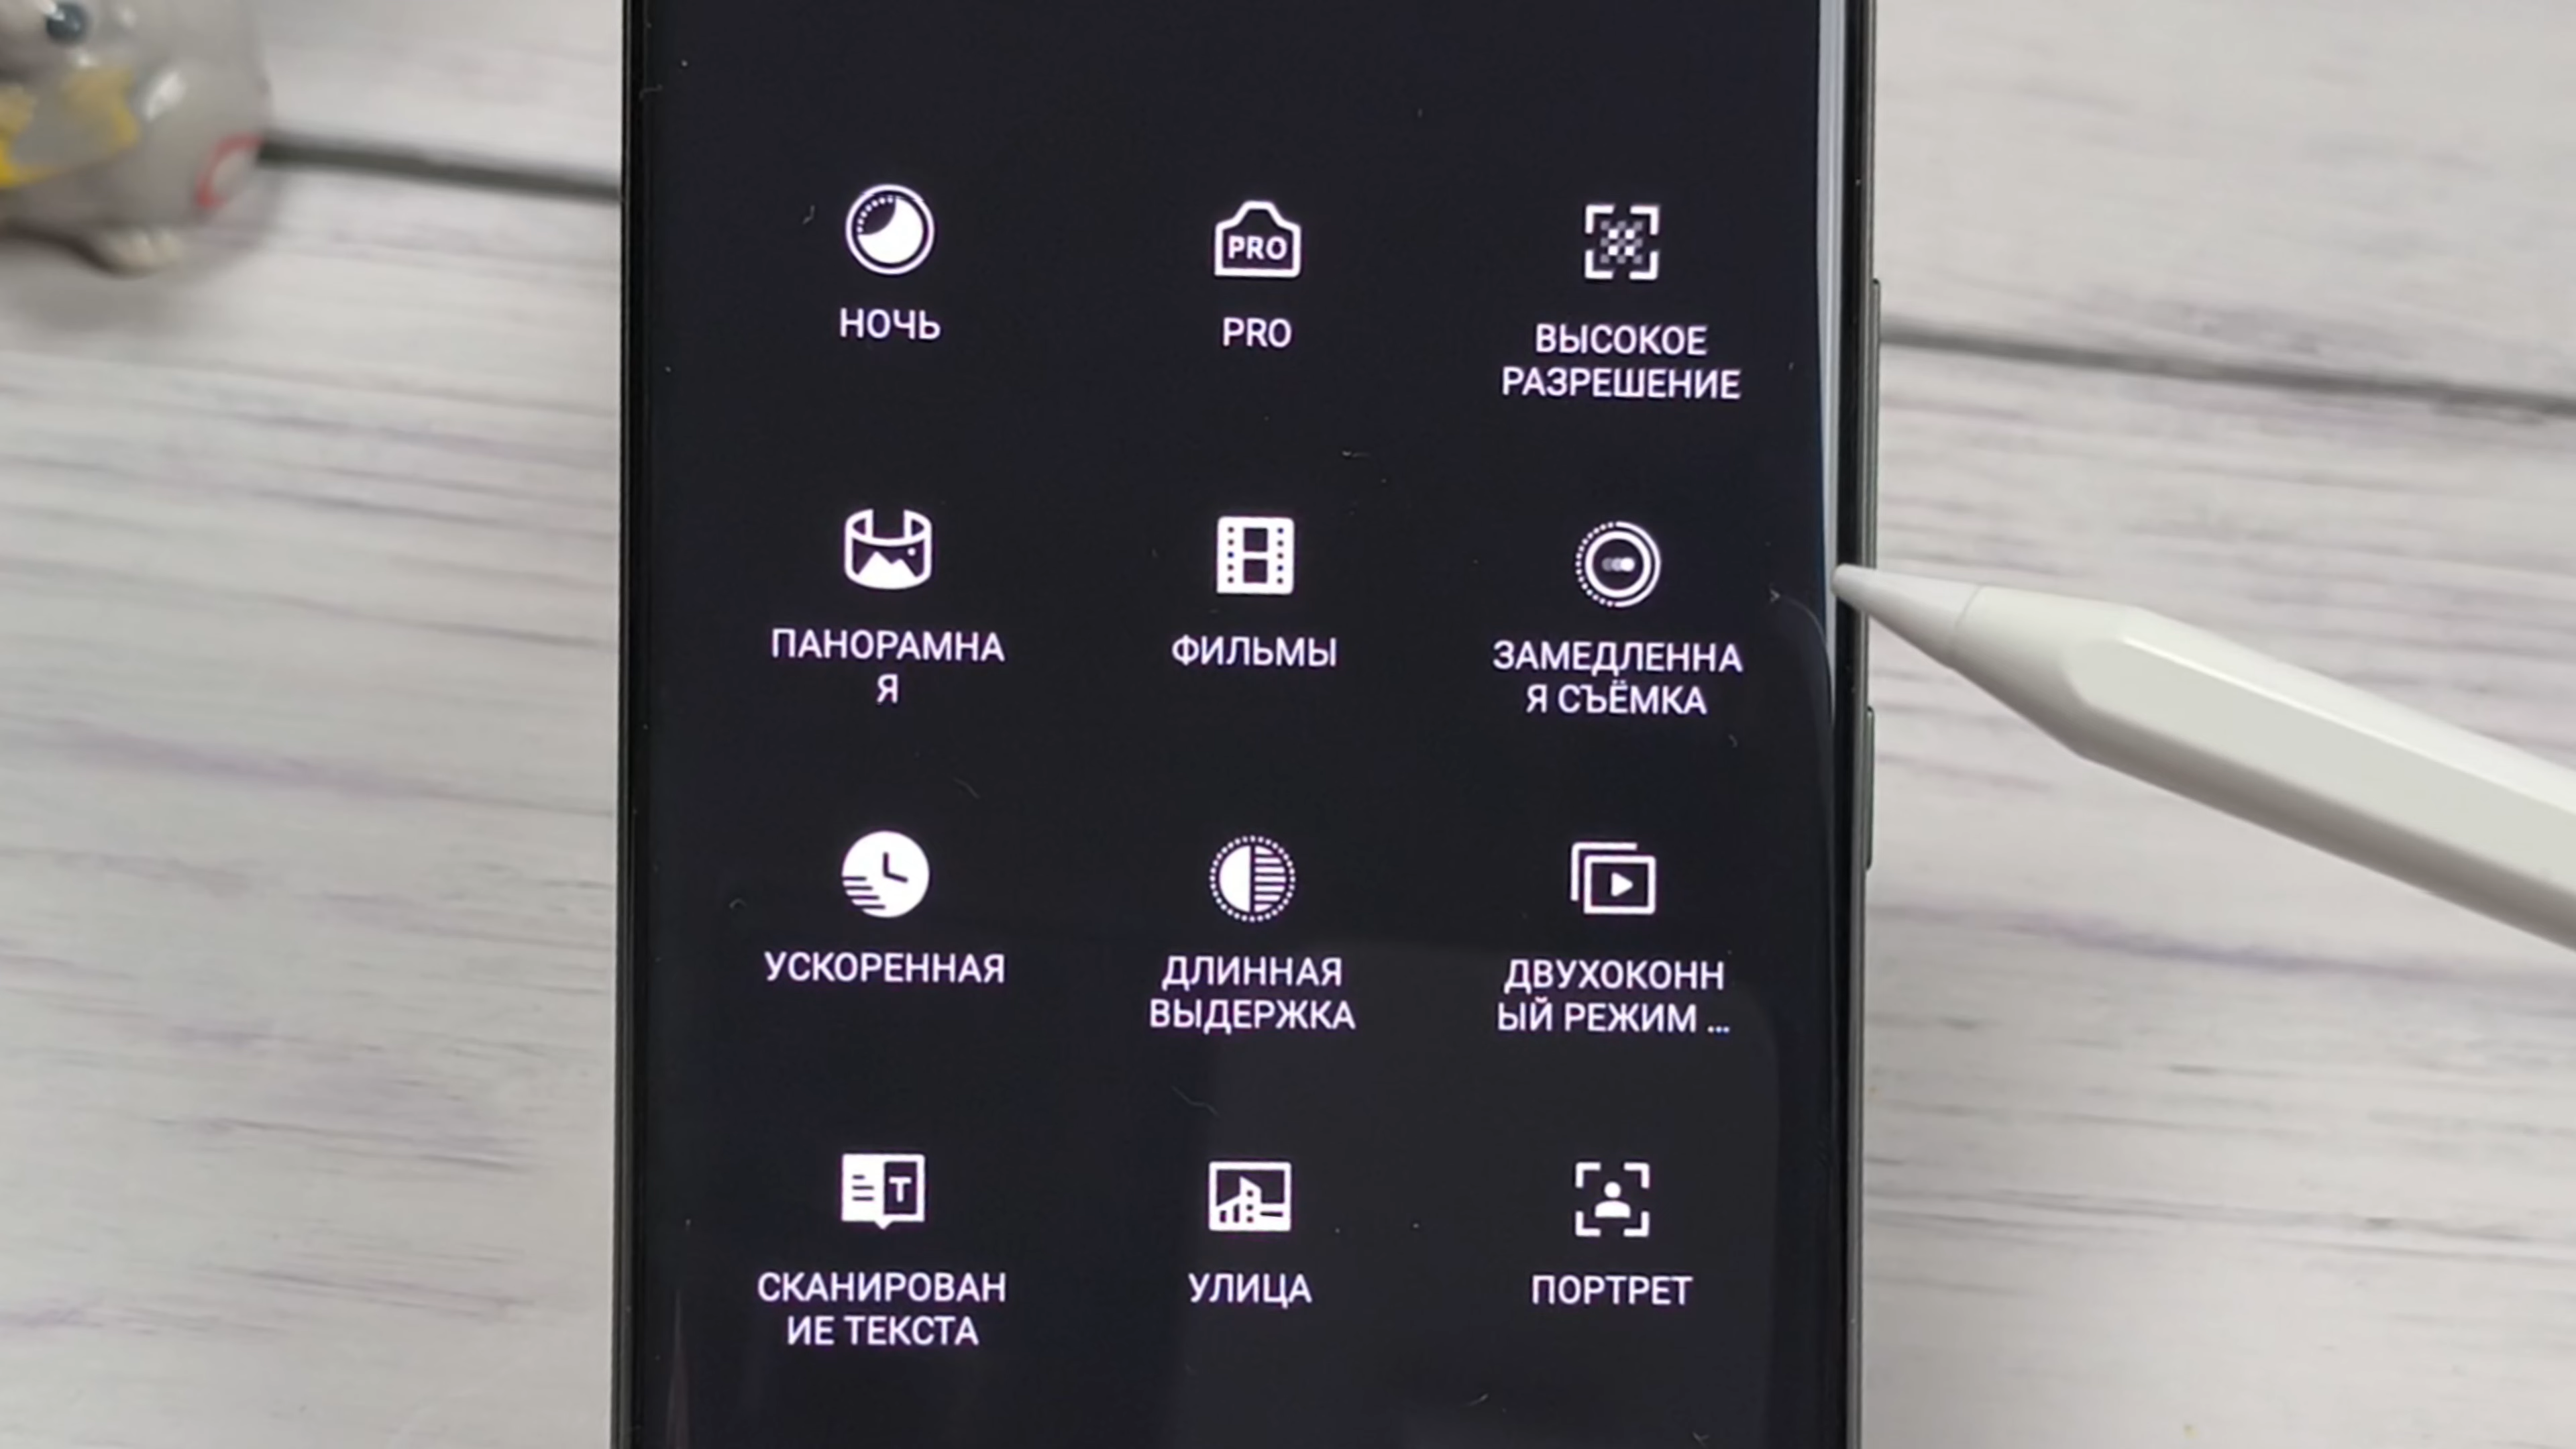 НОЧЬ
PRO
PRO
ВЫСОКОЕ
РАЗРЕШЕНИЕ
ПАНОРАМНА
Я
ФИЛЬМЫ
ЗАМЕДЛЕННА
Я СЪЁМКА
УСКОРЕННАЯ
ДЛИННАЯ
ВЫДЕРЖКА
ДВУХОКОНН
ЫЙ РЕЖИМ ...
T
СКАНИРОВАН
ИЕ ТЕКСТА
УЛИЦА
ПОРТРЕТ